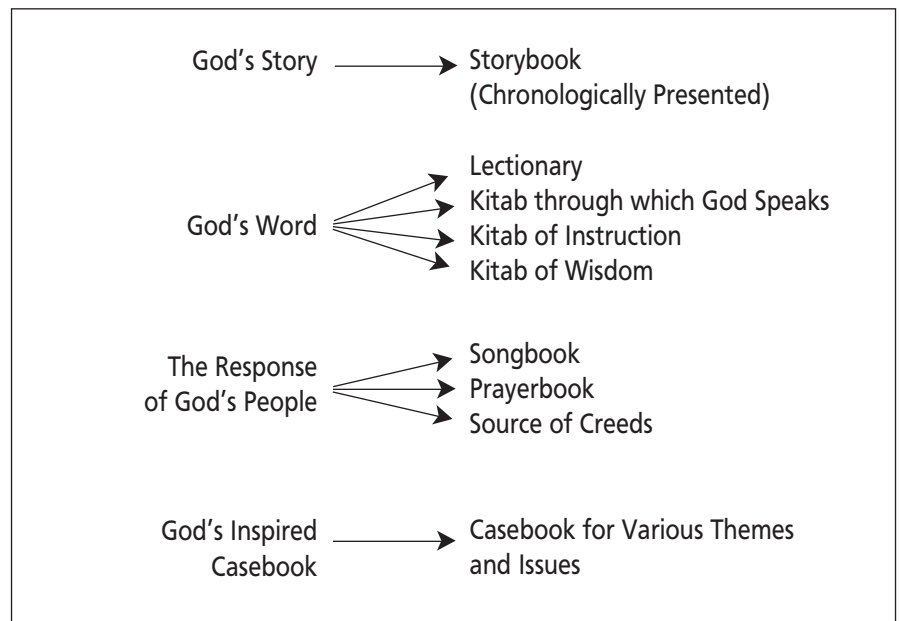 God’s Story
Storybook
(Chronologically Presented)
God’s Word
Lectionary
Kitab through which God Speaks
Kitab of Instruction
Kitab of Wisdom
The Response
of God’s People
Songbook
Prayerbook
Source of Creeds
God’s Inspired
Casebook
Casebook for Various Themes
and Issues